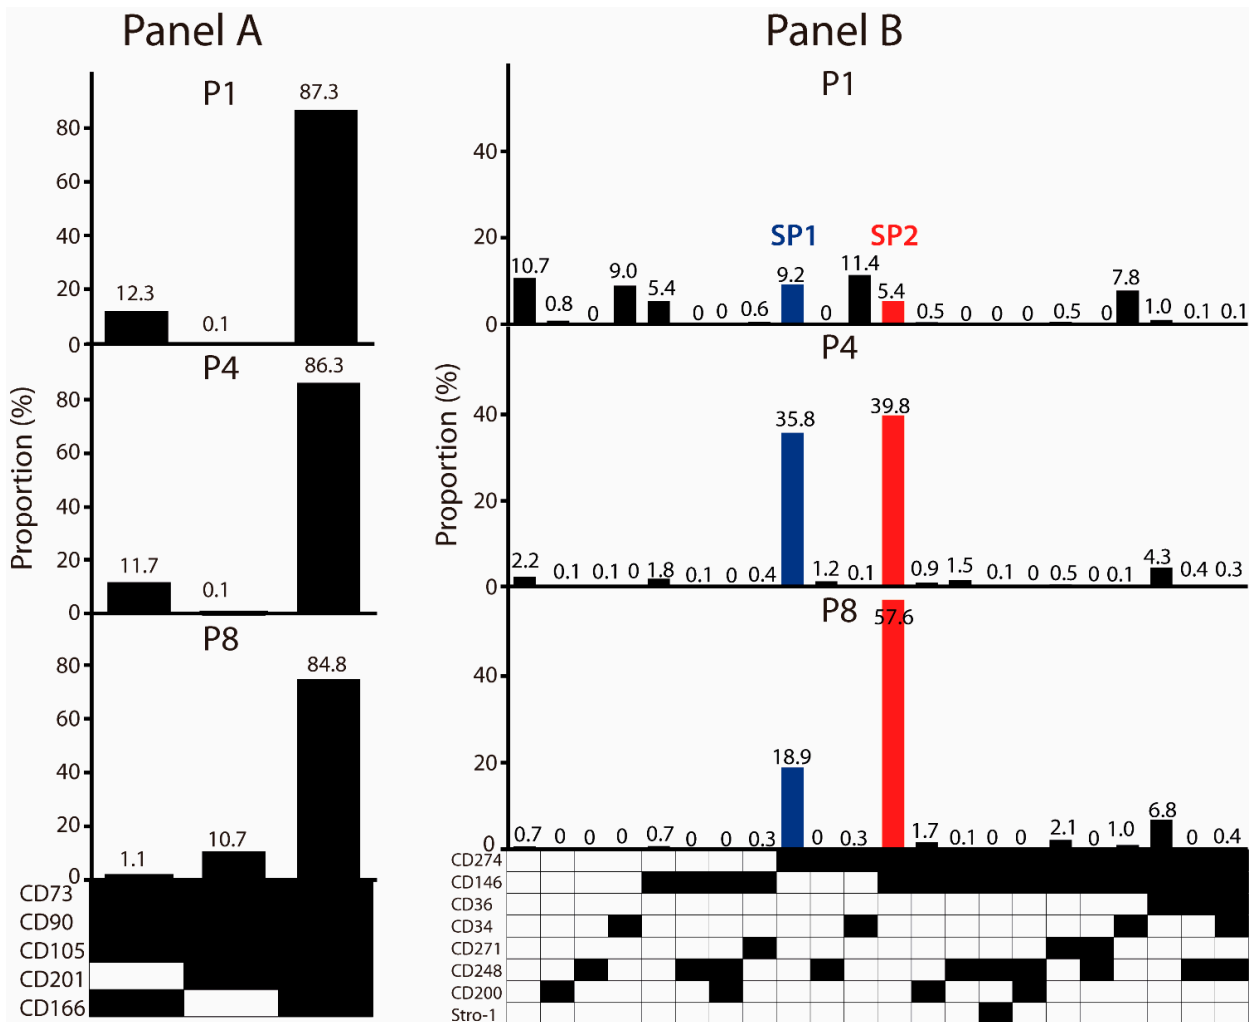 Panel A
P1
80
60
40
20
0
12.3
0.1
87.3
P4
80
60
40
20
0
11.7
0.1
86.3
P8
80
60
40
20
0
1.1
10.7
84.8
Proportion (%)
CD73
CD90
CD105
CD201
CD166
Panel B
P1
40
20
0
SP1
SP2
10.7 0.8 0 9.0 5.4 0 0 0.6 9.2 0 11.4 5.4 0.5 0 0 0 0.5 0 7.8 1.0 0.1 0.1
P4
40
20
0
2.2 0.1 0.1 0 1.8 0.1 0 0.4 35.8 1.2 0.1 39.8 0.9 1.5 0.1 0 0.5 0 0.1 4.3 0.4 0.3
P8
40
20
0
0.7 0 0 0 0.7 0 0 0.3 18.9 0 0.3 57.6 1.7 0.1 0 0 2.1 0 1.0 6.8 0 0.4
Proportion (%)
CD274
CD146
CD36
CD34
CD271
CD248
CD200
Stro-1